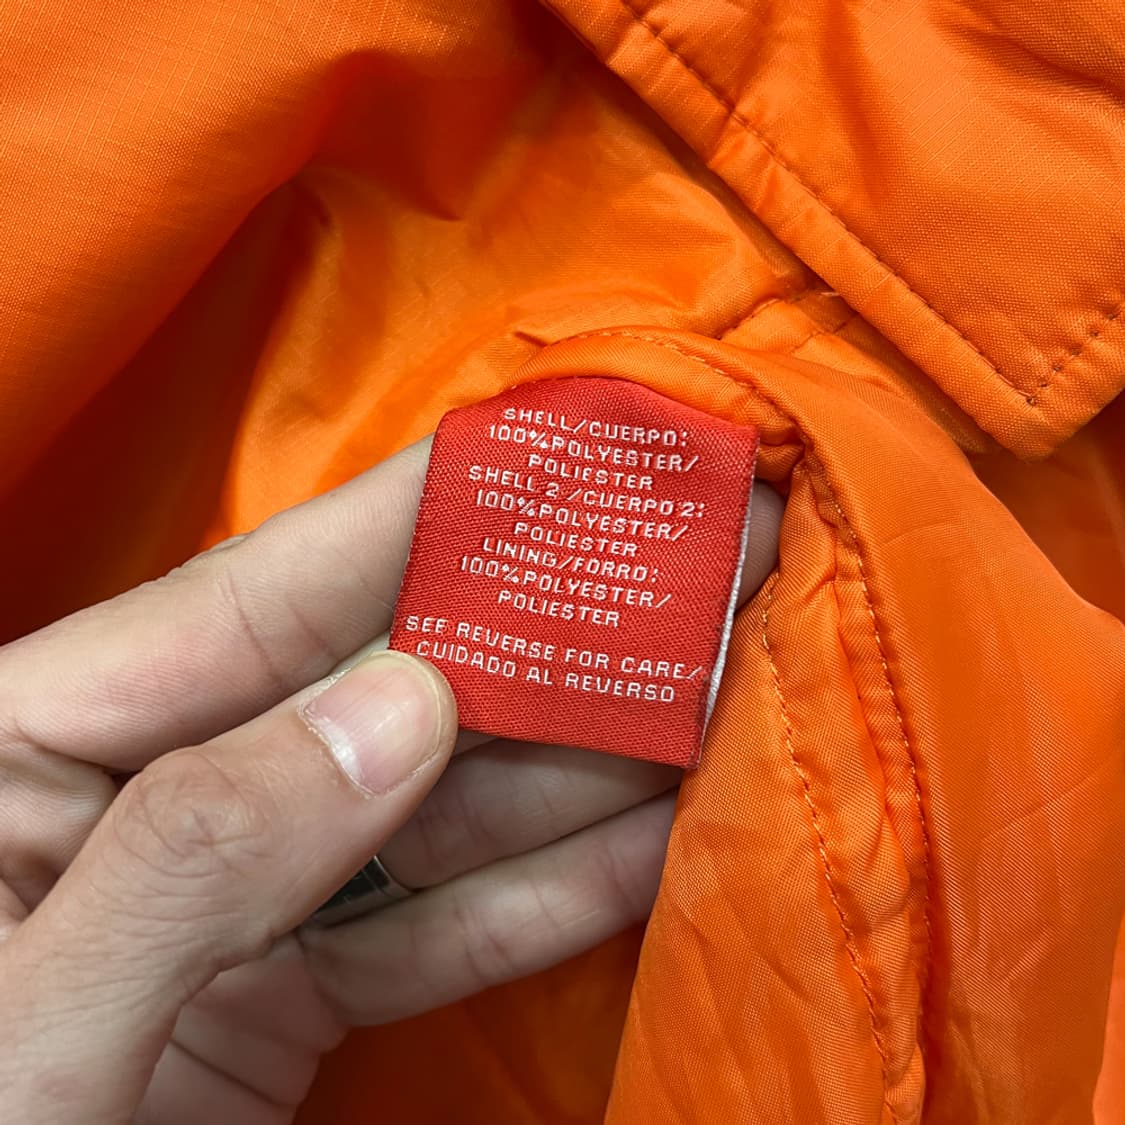 SHELL/CUERPO:
100%POLYESTER/
POLIESTER
SHELL 2 /CUERPO 2:
100%POLYESTER/
POLIESTER
LINING/FORRO:
100%POLYESTER/
POLIESTER
SEE REVERSE FOR CARE/
CUIDADO AL REVERSO